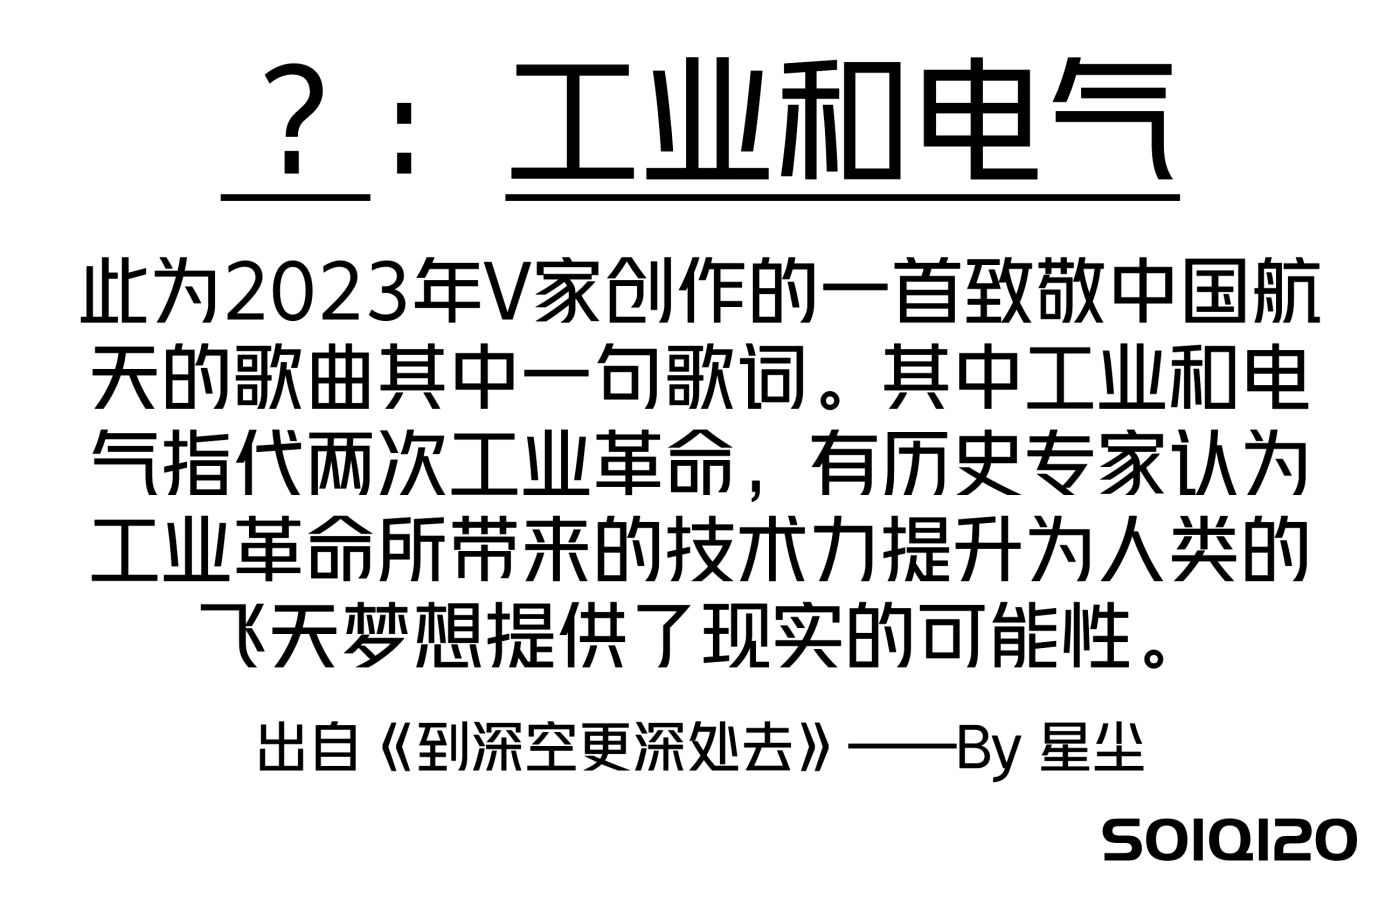 ？：工业和电气
此为2023年V家创作的一首致敬中国航
天的歌曲其中一句歌词。其中工业和电
气指代两次工业革命，有历史专家认为
工业革命所带来的技术力提升为人类的
飞天梦想提供了现实的可能性。
出自《到深空更深处去》——By 星尘
SOIQI20